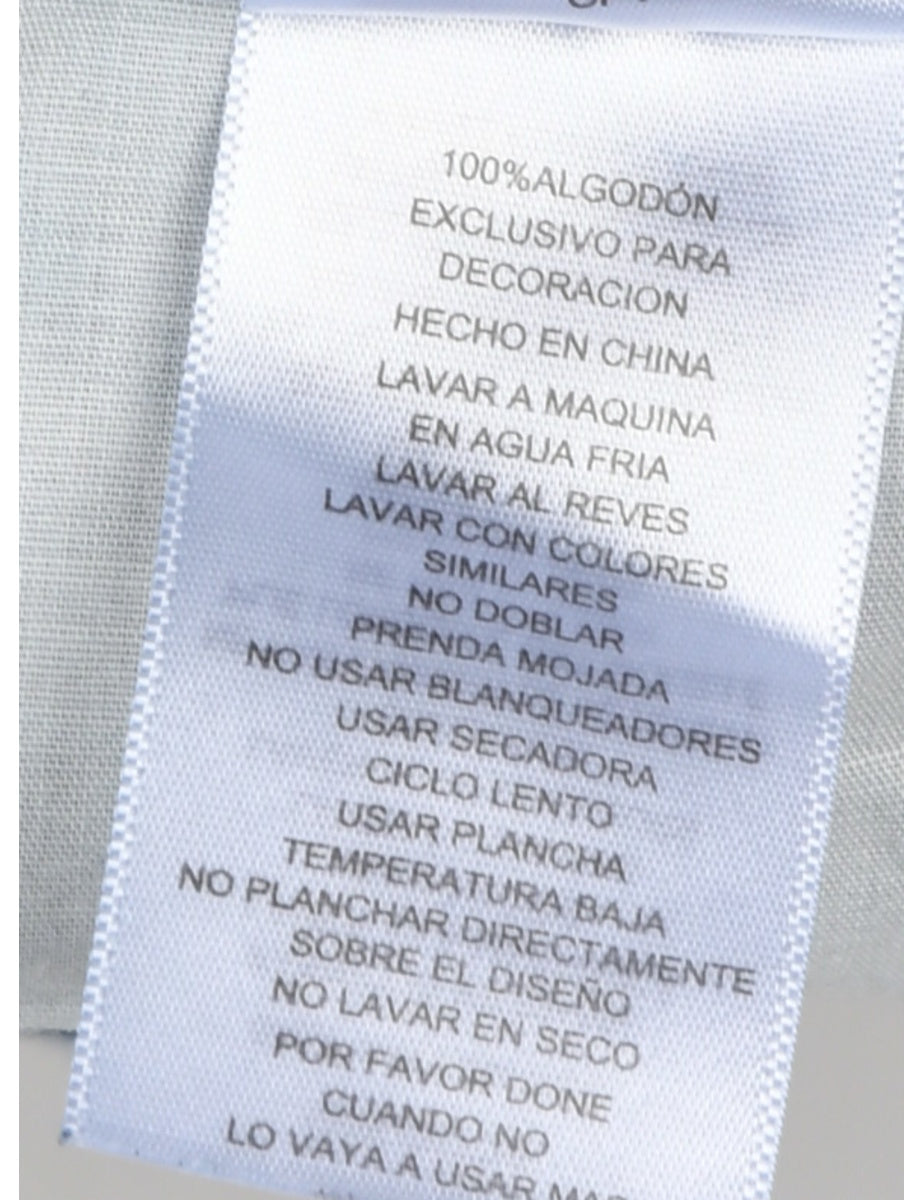 100%ALGODÓN
EXCLUSIVO PARA
DECORACION
HECHO EN CHINA
LAVAR A MAQUINA
EN AGUA FRIA
LAVAR AL REVES
LAVAR CON COLORES
SIMILARES
NO DOBLAR
PRENDA MOJADA
NO USAR BLANQUEADORES
USAR SECADORA
CICLO LENTO
USAR PLANCHA
TEMPERATURA BAJA
NO PLANCHAR DIRECTAMENTE
SOBRE EL DISEÑO
NO LAVAR EN SECO
POR FAVOR DONE
CUANDO NO
LO VAYA A USAR